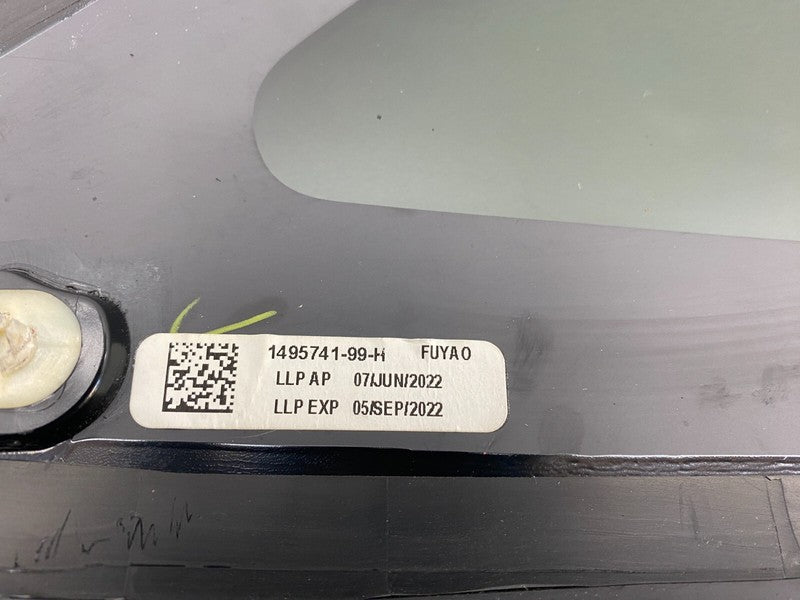 1495741-99-H FUYAO
LLP AP 07/JUN/2022
LLP EXP 05/SEP/2022